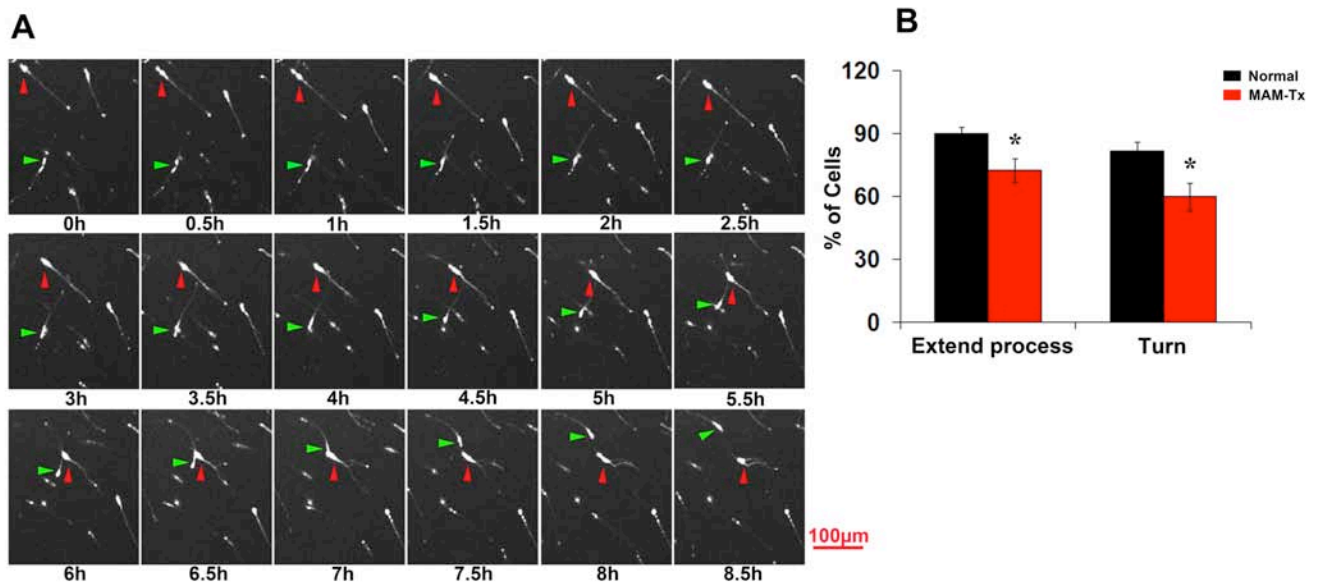 A
0h 0.5h 1h 1.5h 2h 2.5h
3h 3.5h 4h 4.5h 5h 5.5h
6h 6.5h 7h 7.5h 8h 8.5h
100µm
B
Normal
MAM-Tx
% of Cells
120
90
60
30
0
* *
Extend process Turn